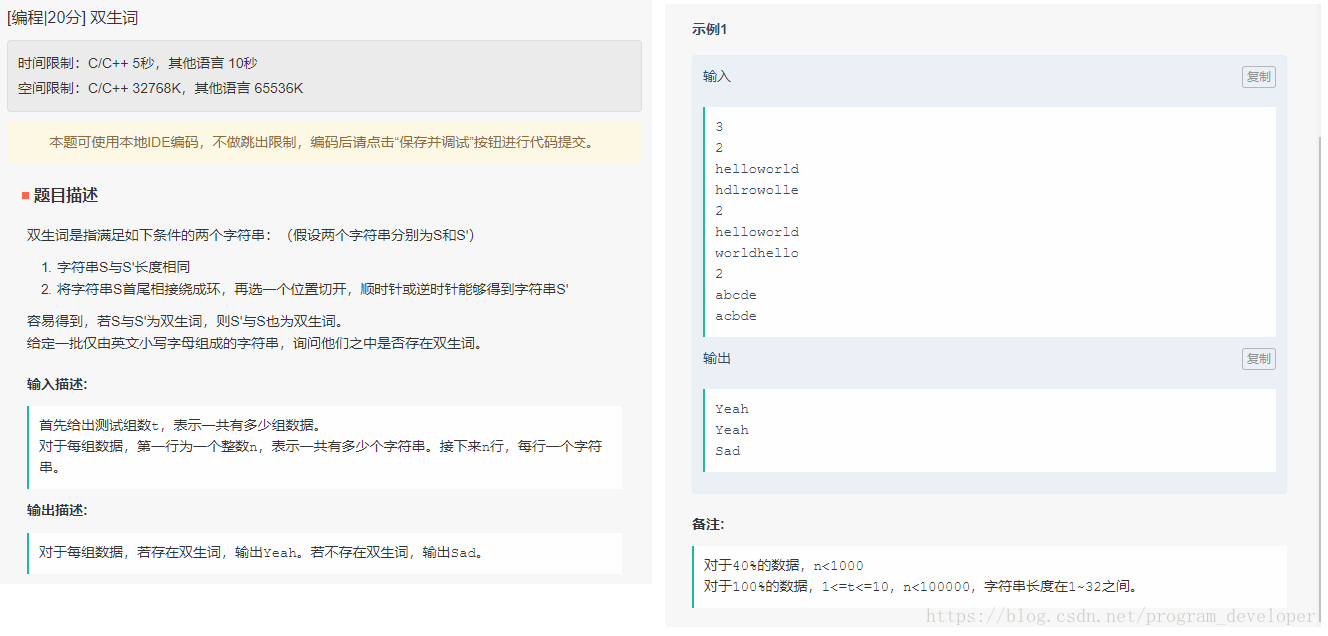 [编程|20分] 双生词
时间限制：C/C++ 5秒，其他语言 10秒
空间限制：C/C++ 32768K，其他语言 65536K
本题可使用本地IDE编码，不做跳出限制，编码后请点击“保存并调试”按钮进行代码提交。
题目描述
双生词是指满足如下条件的两个字符串：（假设两个字符串分别为S和S'）
1. 字符串S与S'长度相同
2. 将字符串S首尾相接绕成环，再选一个位置切开，顺时针或逆时针能够得到字符串S'
容易得到，若S与S'为双生词，则S'与S也为双生词。
给定一批仅由英文小写字母组成的字符串，询问他们之中是否存在双生词。
输入描述:
首先给出测试组数t，表示一共有多少组数据。
对于每组数据，第一行为一个整数n，表示一共有多少个字符串。接下来n行，每行一个字符
串。
输出描述:
对于每组数据，若存在双生词，输出Yeah。若不存在双生词，输出Sad。
示例1
输入
复制
3
2
helloworld
hdlrowolle
2
helloworld
worldhello
2
abcde
acbde
输出
复制
Yeah
Yeah
Sad
备注:
对于40%的数据，n<1000
对于100%的数据，1<=t<=10，n<100000，字符串长度在1~32之间。
https://blog.csdn.net/program_developer